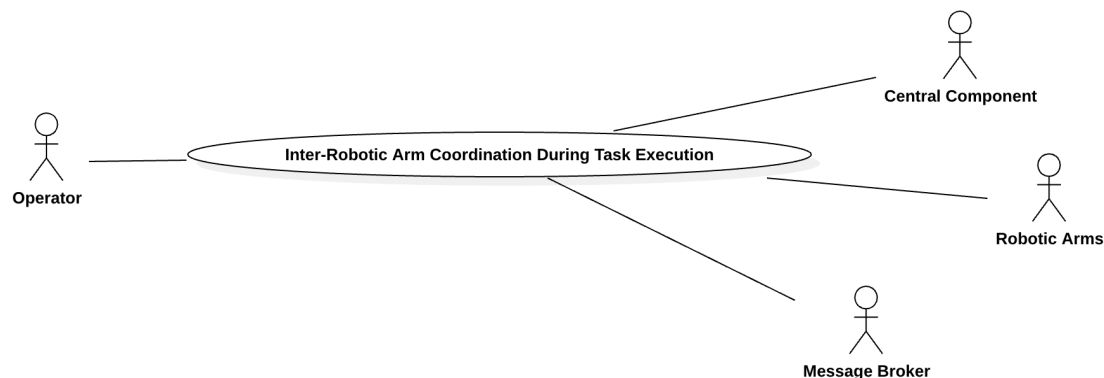 Central Component
Inter-Robotic Arm Coordination During Task Execution
Operator
Robotic Arms
Message Broker